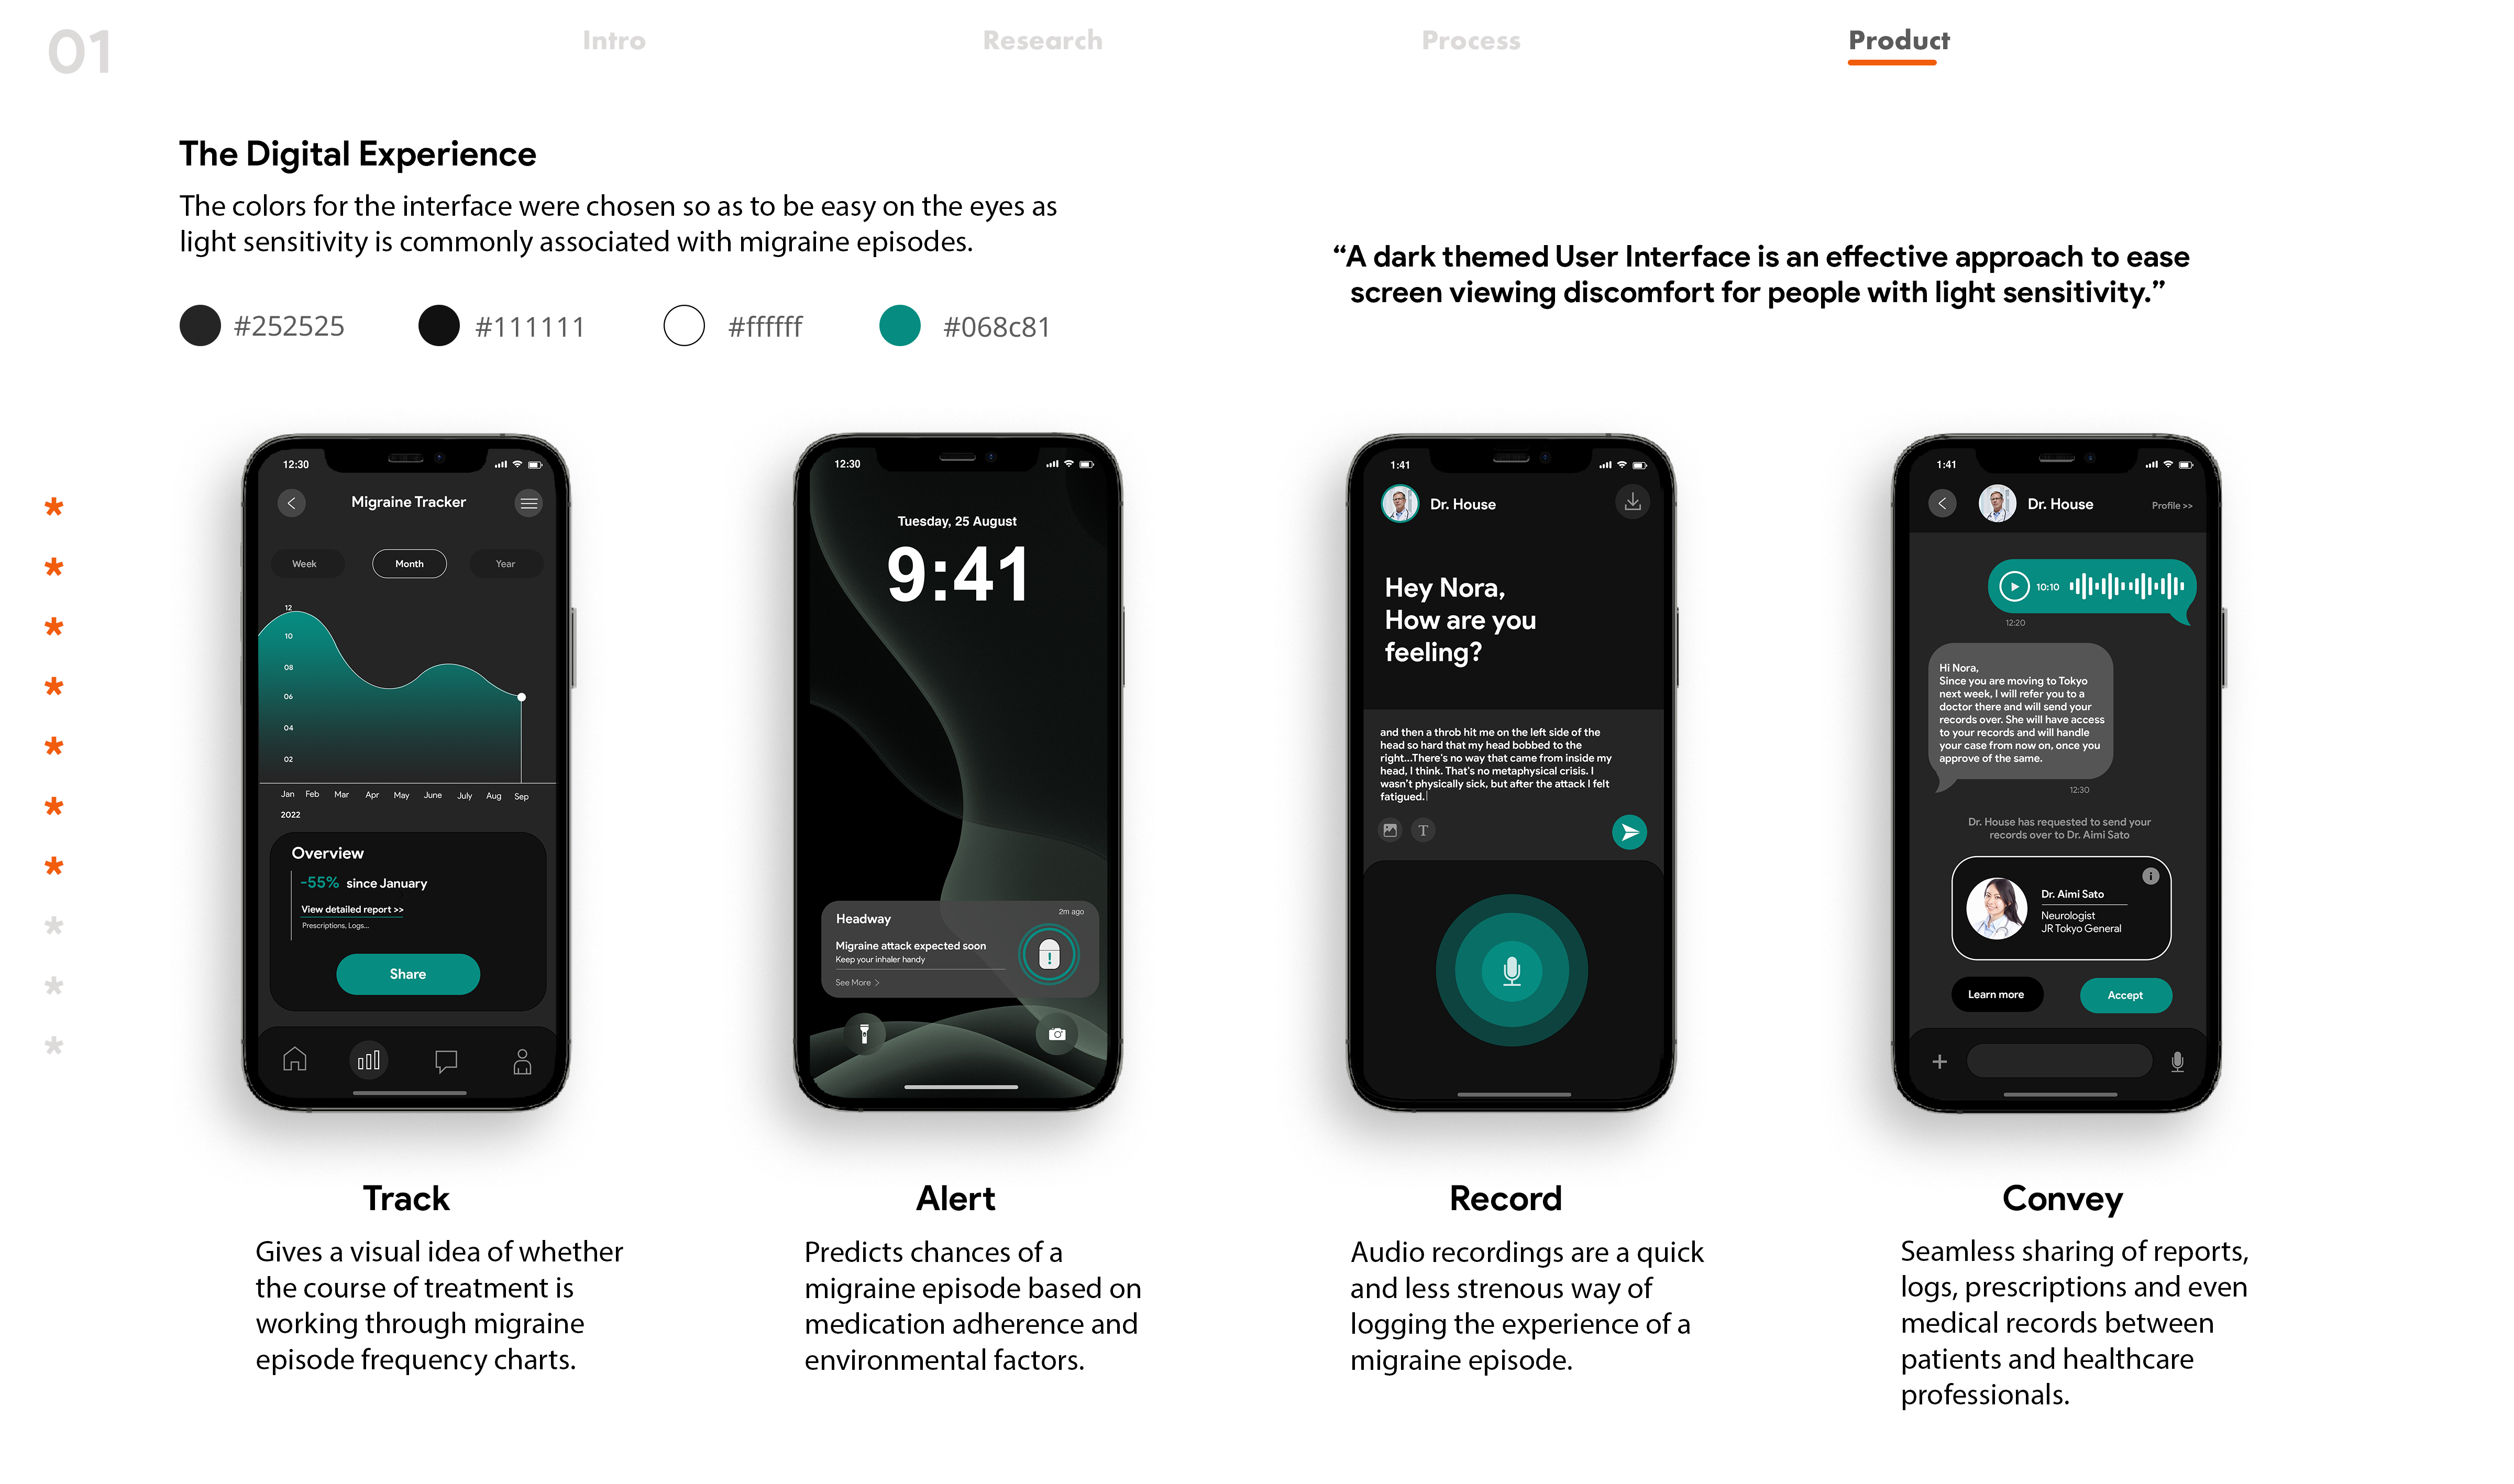 01
Intro
Research
Process
Product
The Digital Experience
The colors for the interface were chosen so as to be easy on the eyes as
light sensitivity is commonly associated with migraine episodes.
#252525
#111111
#ffffff
#068c81
“A dark themed User Interface is an effective approach to ease
screen viewing discomfort for people with light sensitivity.”
*
*
*
*
*
*
*
*
*
*
12:30
Migraine Tracker
Week
Month
Year
12
10
08
06
04
02
Jan Feb Mar Apr May June July Aug Sep
2022
Overview
-55% since January
View detailed report >>
Prescriptions, Logs...
Share
12:30
Tuesday, 25 August
9:41
Headway
2m ago
Migraine attack expected soon
Keep your inhaler handy
See More >
1:41
Dr. House
Hey Nora,
How are you
feeling?
and then a throb hit me on the left side of the
head so hard that my head bobbed to the
right...There's no way that came from inside my
head, I think. That's no metaphysical crisis. I
wasn't physically sick, but after the attack I felt
fatigued.
T
1:41
Dr. House
Profile >>
10:10
12:20
Hi Nora,
Since you are moving to Tokyo
next week, I will refer you to a
doctor there and will send your
records over. She will have access
to your records and will handle
your case from now on, once you
approve of the same.
12:30
Dr. House has requested to send your
records over to Dr. Aimi Sato
i
Dr. Aimi Sato
Neurologist
JR Tokyo General
Learn more
Accept
Track
Gives a visual idea of whether
the course of treatment is
working through migraine
episode frequency charts.
Alert
Predicts chances of a
migraine episode based on
medication adherence and
environmental factors.
Record
Audio recordings are a quick
and less strenous way of
logging the experience of a
migraine episode.
Convey
Seamless sharing of reports,
logs, prescriptions and even
medical records between
patients and healthcare
professionals.